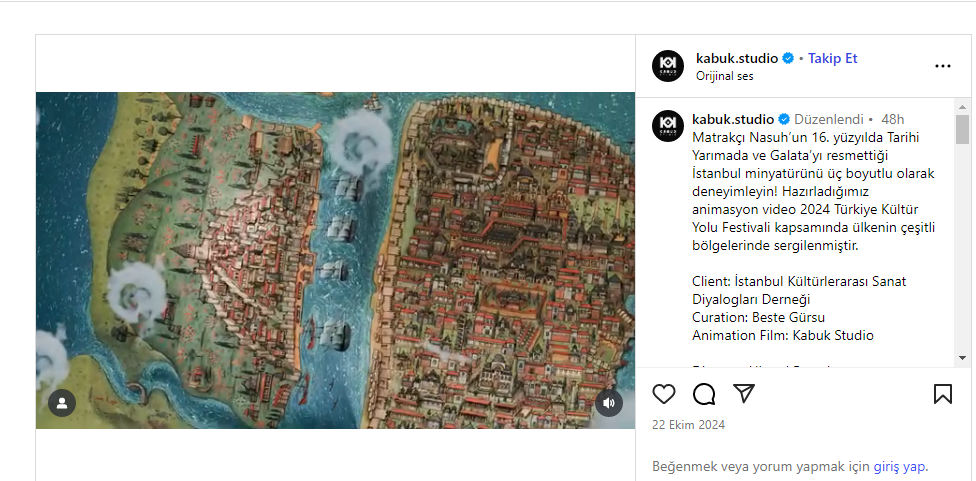 kabuk.studio • Takip Et
Orijinal ses
kabuk.studio Düzenlendi • 48h
Matrakçı Nasuh’un 16. yüzyılda Tarihi
Yarımada ve Galata’yı resmettiği
İstanbul minyatürünü üç boyutlu olarak
deneyimleyin! Hazırladığımız
animasyon video 2024 Türkiye Kültür
Yolu Festivali kapsamında ülkenin çeşitli
bölgelerinde sergilenmiştir.
Client: İstanbul Kültürlerarası Sanat
Diyalogları Derneği
Curation: Beste Gürsu
Animation Film: Kabuk Studio
22 Ekim 2024
Beğenmek veya yorum yapmak için giriş yap.